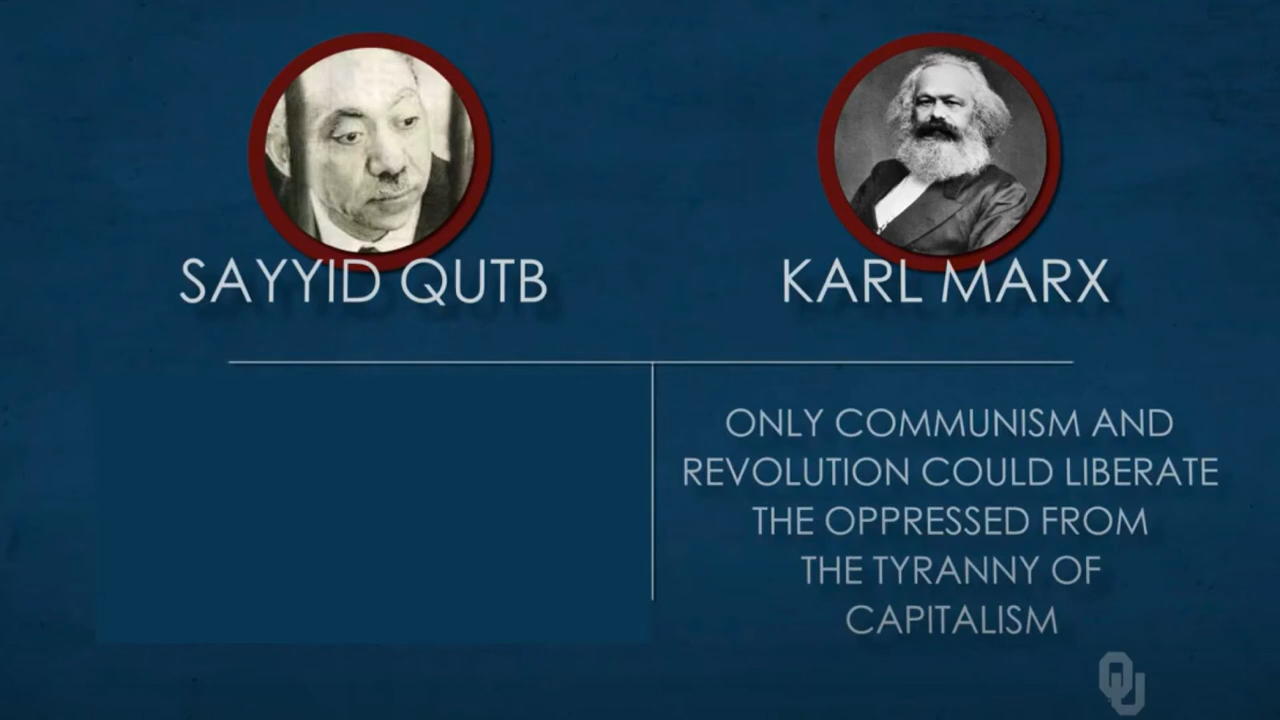 SAYYID QUTB
KARL MARX
ONLY COMMUNISM AND
REVOLUTION COULD LIBERATE
THE OPPRESSED FROM
THE TYRANNY OF
CAPITALISM
OU